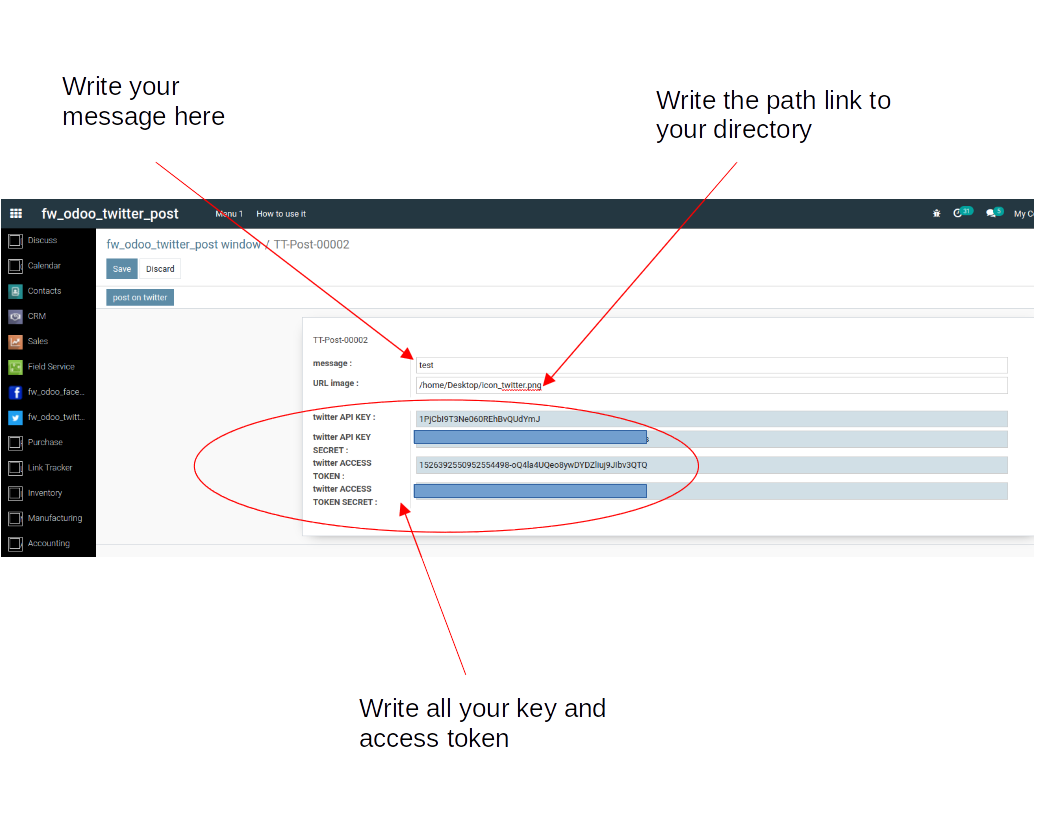 Write your
message here
Write the path link to
your directory
fw_odoo_twitter_post Menu 1 How to use it 31 5 My Co
Discuss
Calendar
Contacts
CRM
Sales
Field Service
fw_odoo_face...
fw_odoo_twitt...
Purchase
Link Tracker
Inventory
Manufacturing
Accounting
fw_odoo_twitter_post window / TT-Post-00002
Save Discard
post on twitter
TT-Post-00002
message : test
URL image : /home/Desktop/icon_twitter.png
twitter API KEY : 1PjCbI9T3Ne060REhBvQUdYmJ
twitter API KEY
SECRET : s
twitter ACCESS
TOKEN : 1526392550952554498-oQ4la4UQeo8ywDYDZliuj9JIbv3QTQ
twitter ACCESS
TOKEN SECRET :
Write all your key and
access token